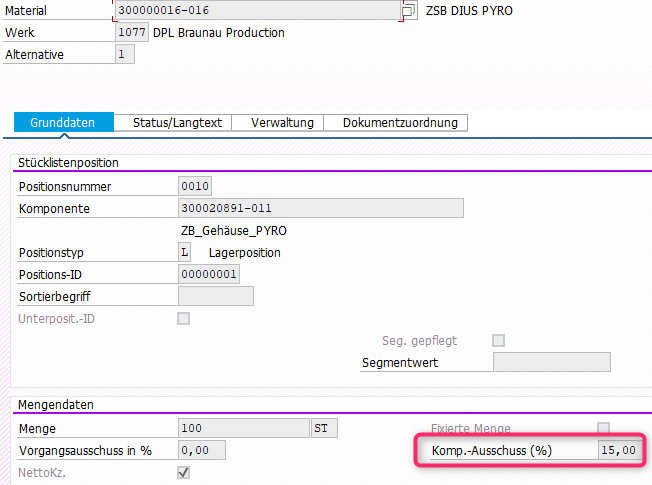 Material 300000016-016 ZSB DIUS PYRO
Werk 1077 DPL Braunau Production
Alternative 1
Grunddaten Status/Langtext Verwaltung Dokumentzuordnung
Stücklistenposition
Positionsnummer 0010
Komponente 300020891-011
ZB_Gehäuse_PYRO
Positionstyp L Lagerposition
Positions-ID 00000001
Sortierbegriff
Unterposit.-ID
Seg. gepflegt
Segmentwert
Mengendaten
Menge 100 ST Fixierte Menge
Vorgangsausschuss in % 0,00 Komp.-Ausschuss (%) 15,00
NettoKz.